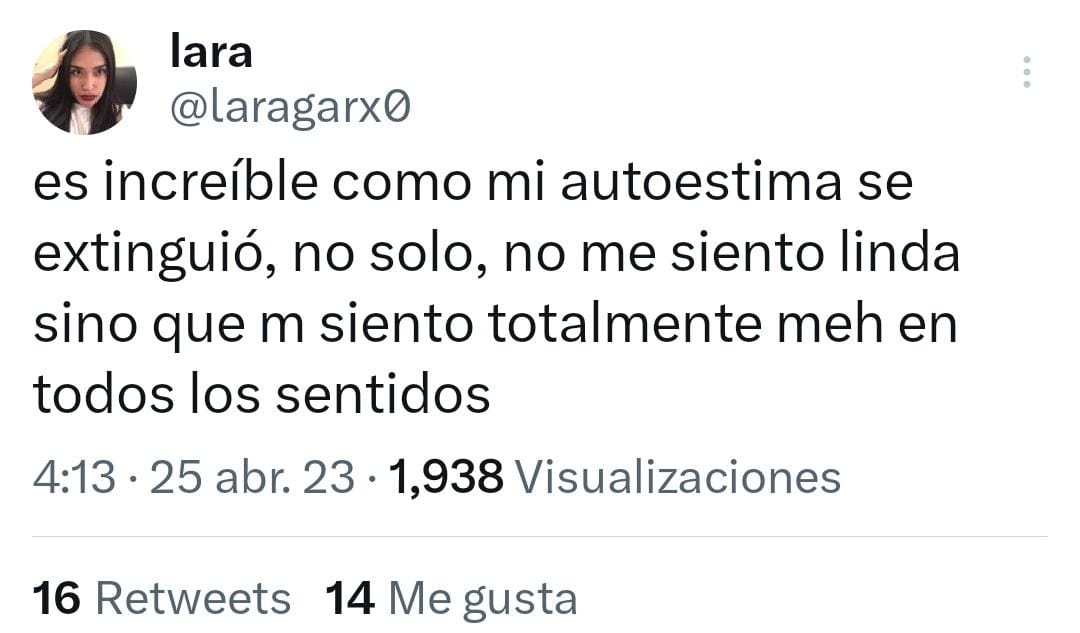 lara
@laragarx0
es increíble como mi autoestima se
extinguió, no solo, no me siento linda
sino que m siento totalmente meh en
todos los sentidos
4:13 · 25 abr. 23 · 1,938 Visualizaciones
16 Retweets 14 Me gusta